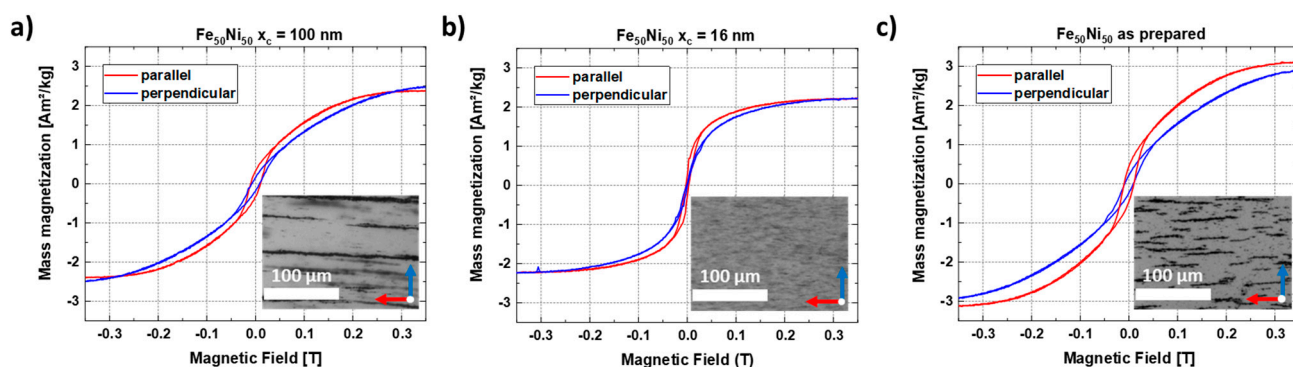 a)
Fe₅₀Ni₅₀ x_c = 100 nm
parallel
perpendicular
Mass magnetization [Am²/kg]
3
2
1
0
-1
-2
-3
100 µm
-0.3 -0.2 -0.1 0.0 0.1 0.2 0.3
Magnetic Field [T]
b)
Fe₅₀Ni₅₀ x_c = 16 nm
parallel
perpendicular
Mass magnetization [Am²/kg]
3
2
1
0
-1
-2
-3
100 µm
-0.3 -0.2 -0.1 0.0 0.1 0.2 0.3
Magnetic Field (T)
c)
Fe₅₀Ni₅₀ as prepared
parallel
perpendicular
Mass magnetization [Am²/kg]
3
2
1
0
-1
-2
-3
100 µm
-0.3 -0.2 -0.1 0.0 0.1 0.2 0.3
Magnetic Field [T]